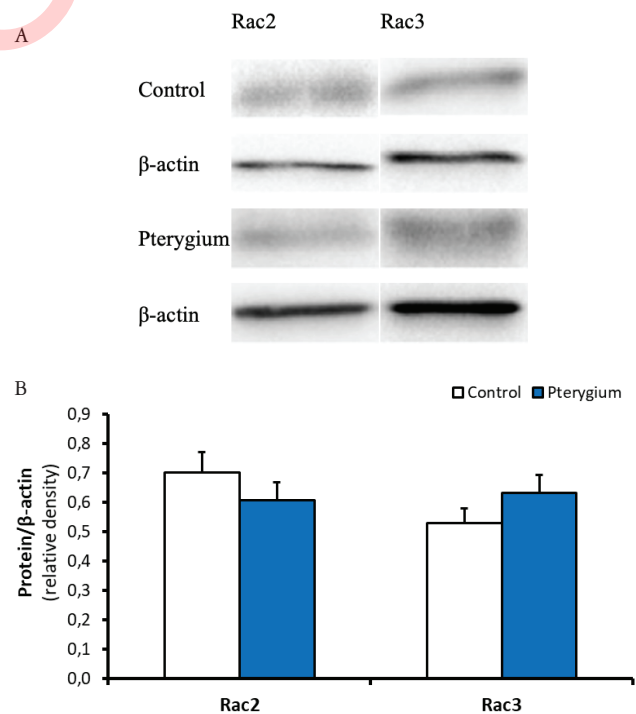 A
Rac2 Rac3
Control
β-actin
Pterygium
β-actin
B
Control Pterygium
0,9
0,8
0,7
0,6
0,5
0,4
0,3
0,2
0,1
0,0
Protein/β-actin
(relative density)
Rac2 Rac3